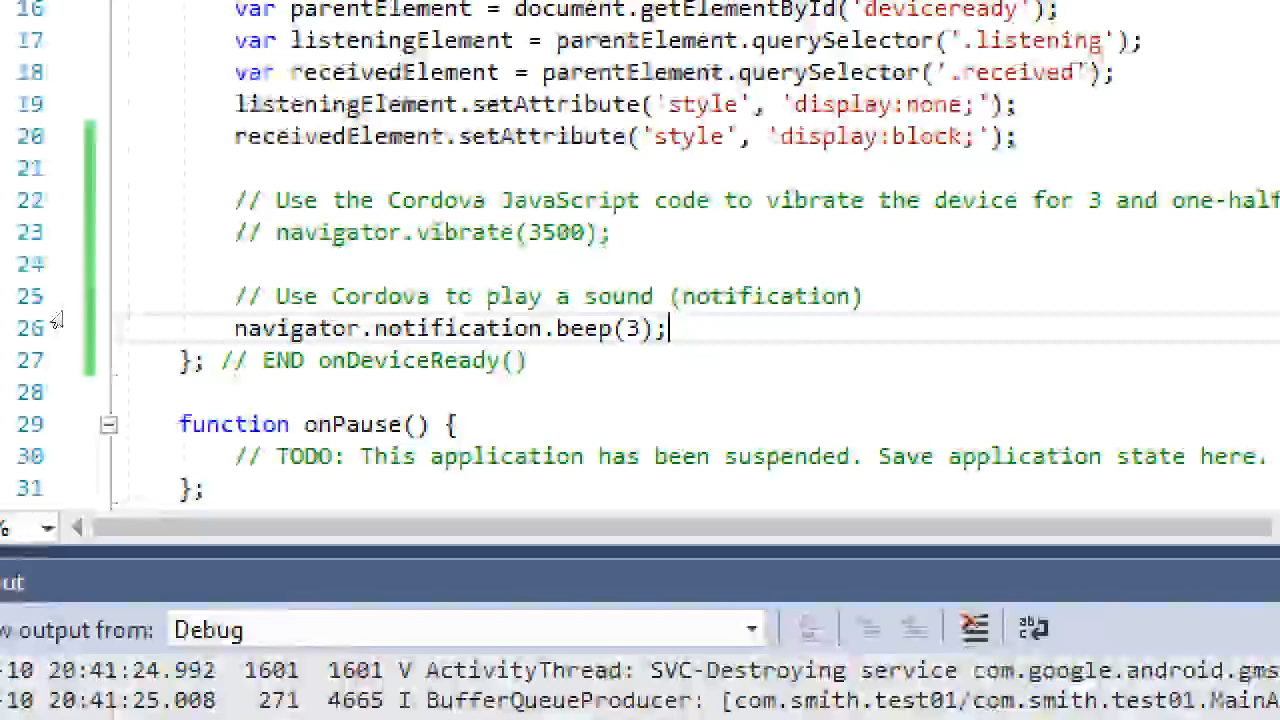 16 var parentElement = document.getElementById('deviceready');
17 var listeningElement = parentElement.querySelector('.listening');
18 var receivedElement = parentElement.querySelector('.received');
19 listeningElement.setAttribute('style', 'display:none;');
20 receivedElement.setAttribute('style', 'display:block;');
21
22 // Use the Cordova JavaScript code to vibrate the device for 3 and one-half
23 // navigator.vibrate(3500);
24
25 // Use Cordova to play a sound (notification)
26 navigator.notification.beep(3);
27 }; // END onDeviceReady()
28
29 function onPause() {
30 // TODO: This application has been suspended. Save application state here.
31 };
%
out
w output from: Debug
-10 20:41:24.992 1601 1601 V ActivityThread: SVC-Destroying service com.google.android.gms
-10 20:41:25.008 271 4665 I BufferQueueProducer: [com.smith.test01/com.smith.test01.MainA